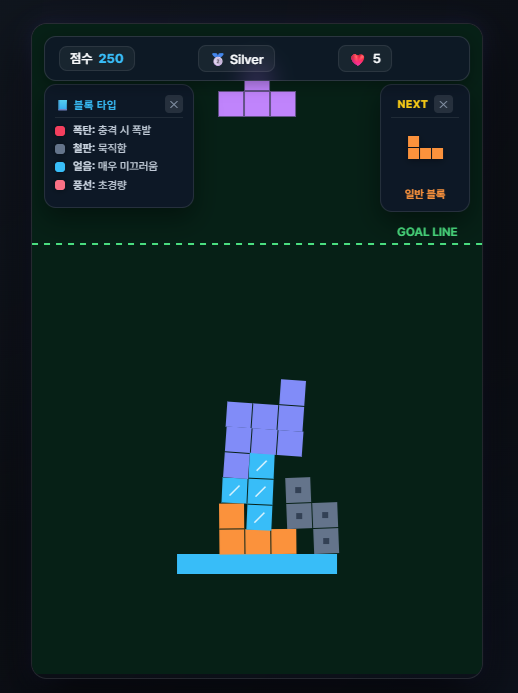 점수 250
Silver
5
블록 타입
폭탄: 충격 시 폭발
철판: 묵직함
얼음: 매우 미끄러움
풍선: 초경량
NEXT
일반 블록
GOAL LINE